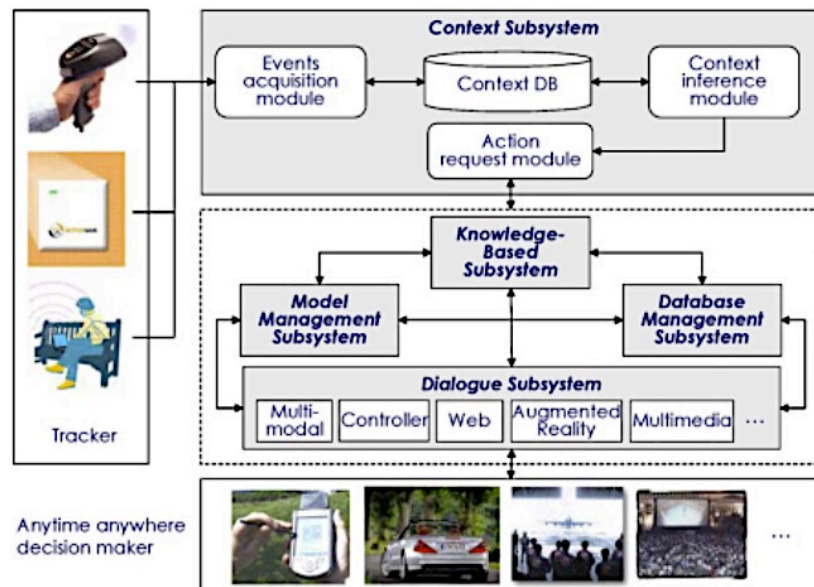 Context Subsystem
Events
acquisition
module
Context DB
Context
inference
module
Action
request module
Knowledge-
Based
Subsystem
Model
Management
Subsystem
Database
Management
Subsystem
Dialogue Subsystem
Multi-
modal
Controller
Web
Augmented
Reality
Multimedia
...
Tracker
Anytime anywhere
decision maker
...